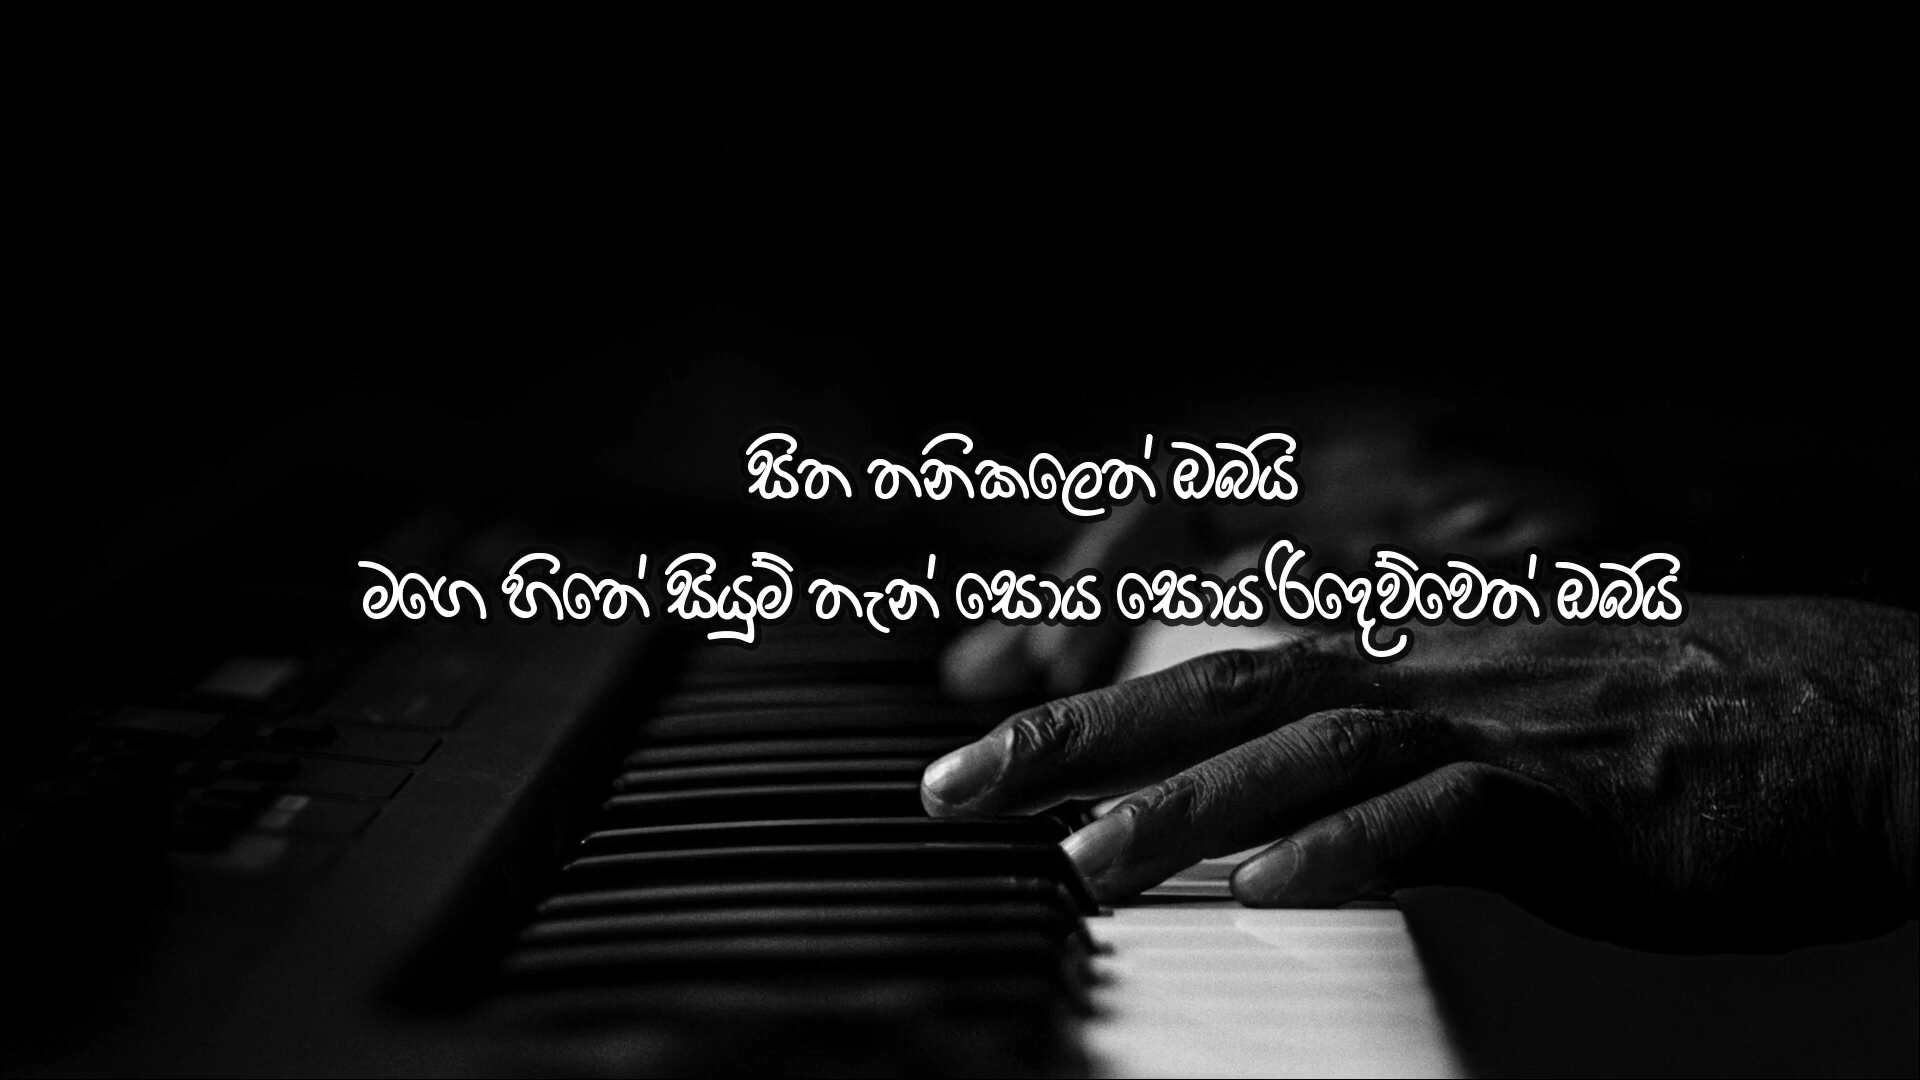 සිත තනිකලෙත් ඔබයි
මගෙ හිතේ සියුම් තැන් සොය සොය රිදෙව්වෙත් ඔබයි